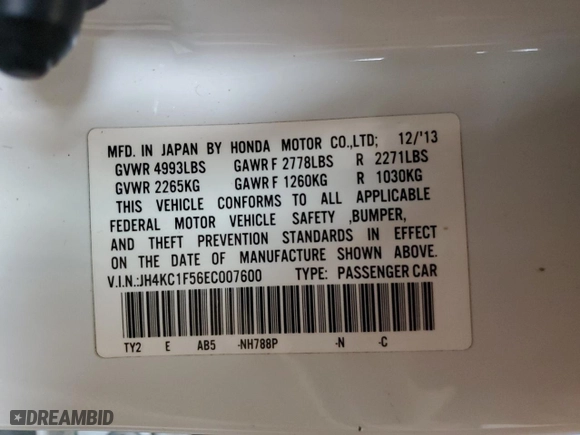 MFD. IN JAPAN BY HONDA MOTOR CO.,LTD; 12/'13
GVWR 4993LBS GAWR F 2778LBS R 2271LBS
GVWR 2265KG GAWR F 1260KG R 1030KG
THIS VEHICLE CONFORMS TO ALL APPLICABLE
FEDERAL MOTOR VEHICLE SAFETY ,BUMPER,
AND THEFT PREVENTION STANDARDS IN EFFECT
ON THE DATE OF MANUFACTURE SHOWN ABOVE.
V.I.N.:JH4KC1F56EC007600 TYPE: PASSENGER CAR
TY2 E AB5 -NH788P -N -C
DREAMBID